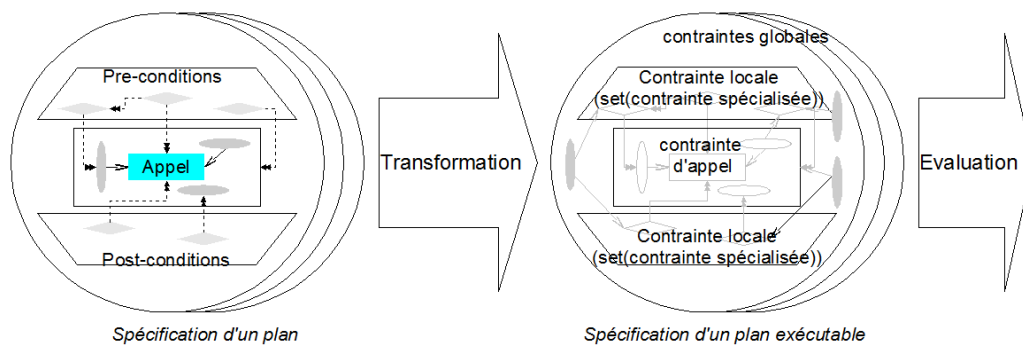 Pre-conditions
Appel
Post-conditions
Spécification d'un plan
Transformation
contraintes globales
Contrainte locale
(set(contrainte spécialisée))
contrainte
d'appel
Contrainte locale
(set(contrainte spécialisée))
Spécification d'un plan exécutable
Evaluation